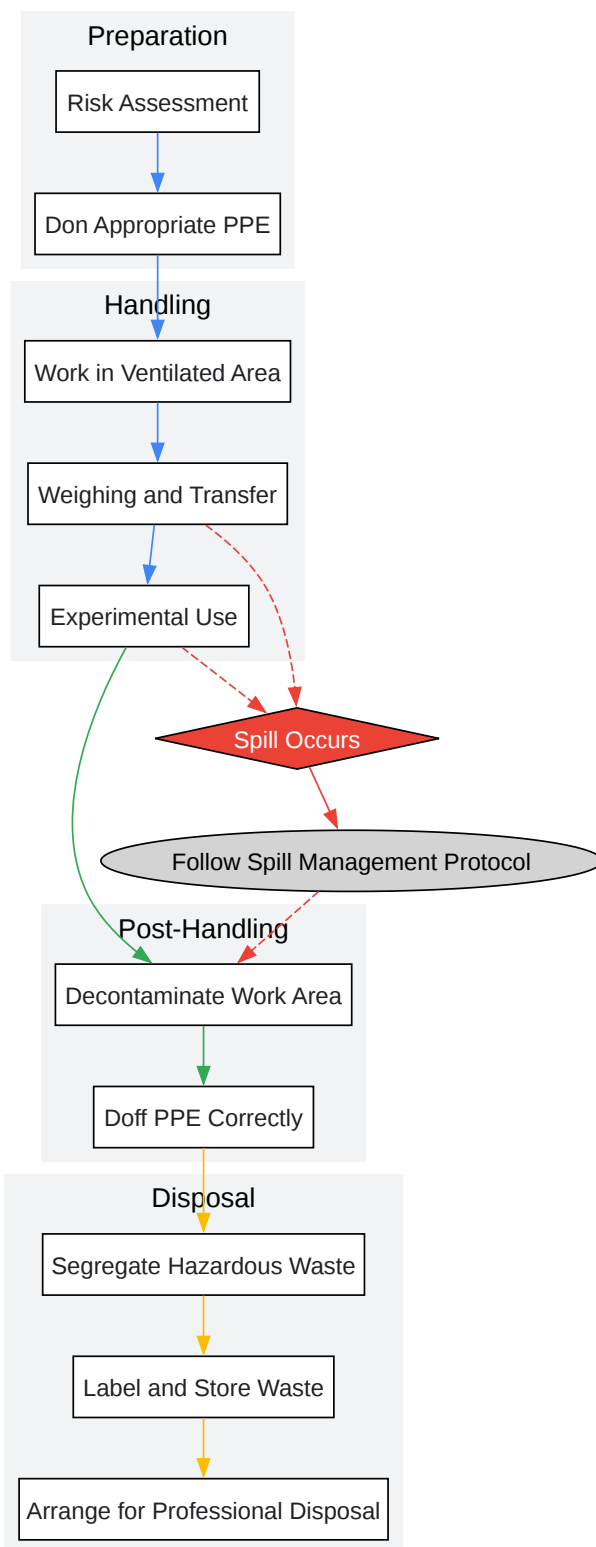 Preparation
Risk Assessment
Don Appropriate PPE
Handling
Work in Ventilated Area
Weighing and Transfer
Experimental Use
Spill Occurs
Follow Spill Management Protocol
Post-Handling
Decontaminate Work Area
Doff PPE Correctly
Disposal
Segregate Hazardous Waste
Label and Store Waste
Arrange for Professional Disposal